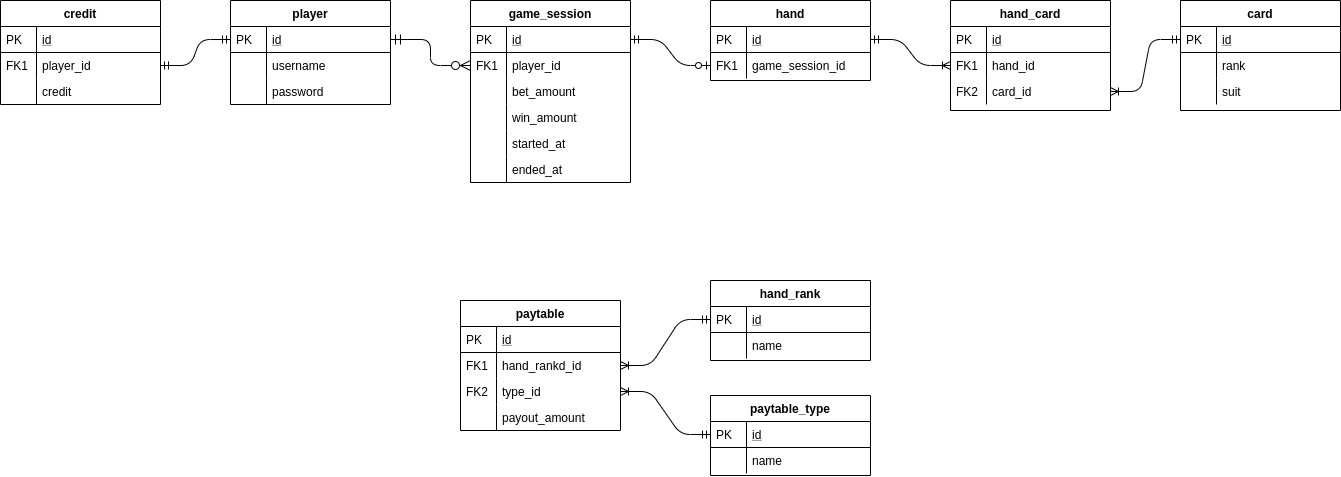 credit
PK id
FK1 player_id
credit
player
PK id
username
password
game_session
PK id
FK1 player_id
bet_amount
win_amount
started_at
ended_at
hand
PK id
FK1 game_session_id
hand_card
PK id
FK1 hand_id
FK2 card_id
card
PK id
rank
suit
paytable
PK id
FK1 hand_rankd_id
FK2 type_id
payout_amount
hand_rank
PK id
name
paytable_type
PK id
name